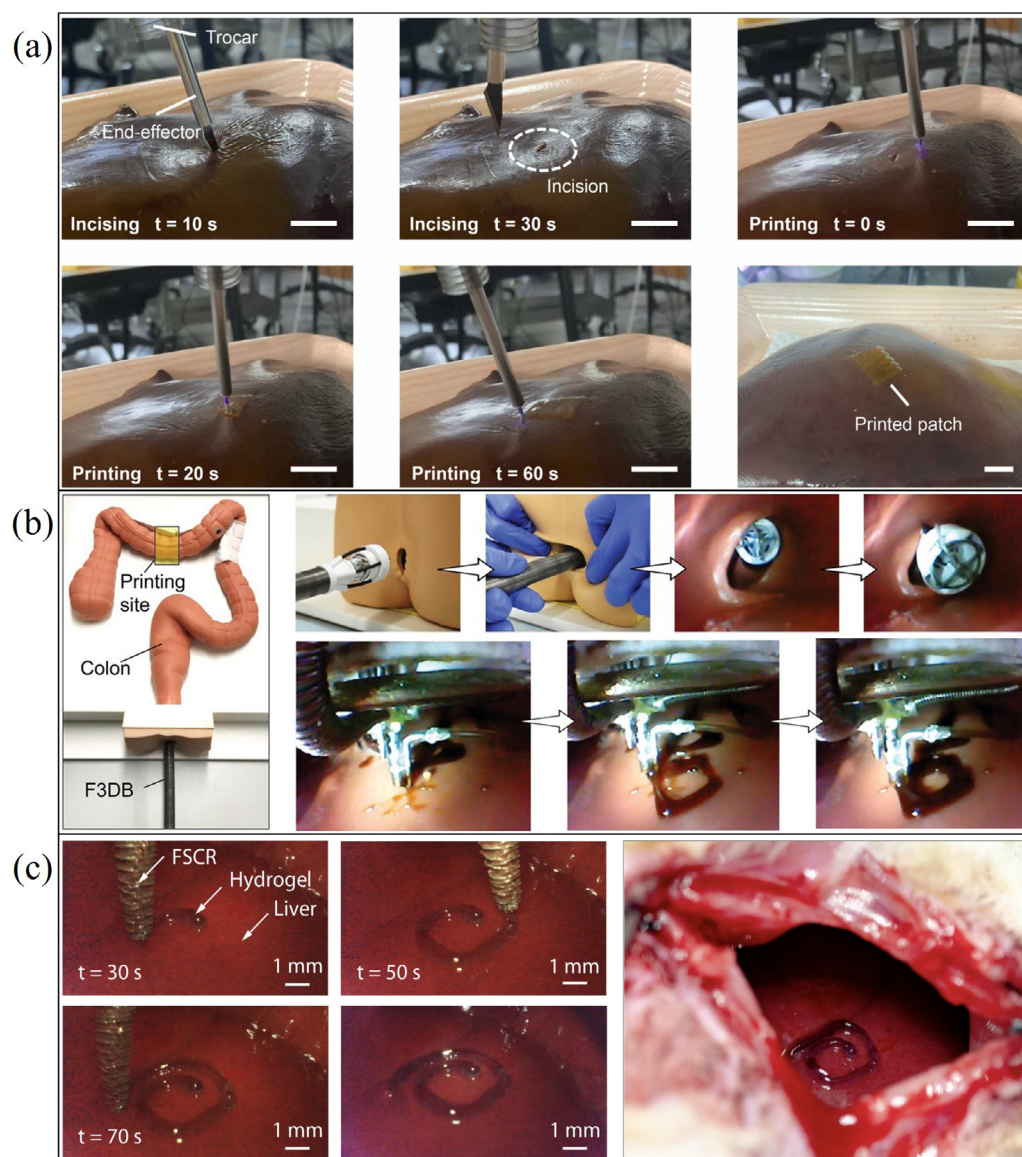 (a)
Trocar
End-effector
Incising t = 10 s
Incision
Incising t = 30 s
Printing t = 0 s
Printing t = 20 s
Printing t = 60 s
Printed patch
(b)
Printing
site
Colon
F3DB
(c)
FSCR
Hydrogel
Liver
t = 30 s
1 mm
t = 50 s
1 mm
t = 70 s
1 mm
1 mm